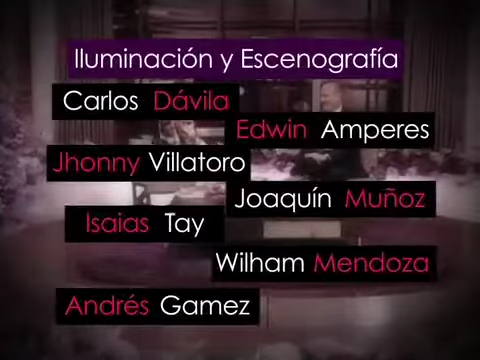 Iluminación y Escenografía
Carlos Dávila
Edwin Amperes
Jhonny Villatoro
Joaquín Muñoz
Isaias Tay
Wilham Mendoza
Andrés Gamez